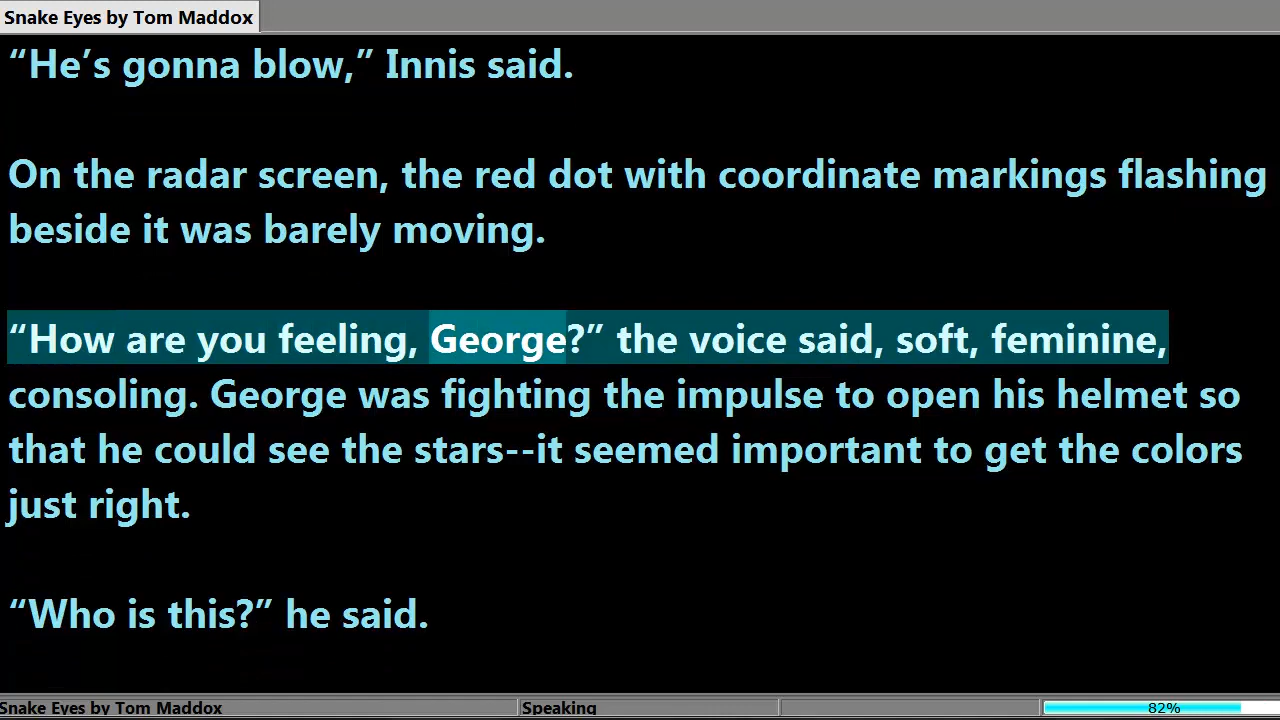 Snake Eyes by Tom Maddox
“He’s gonna blow,” Innis said.
On the radar screen, the red dot with coordinate markings flashing
beside it was barely moving.
“How are you feeling, George?” the voice said, soft, feminine,
consoling. George was fighting the impulse to open his helmet so
that he could see the stars--it seemed important to get the colors
just right.
“Who is this?” he said.
Snake Eyes by Tom Maddox
Speaking
82%